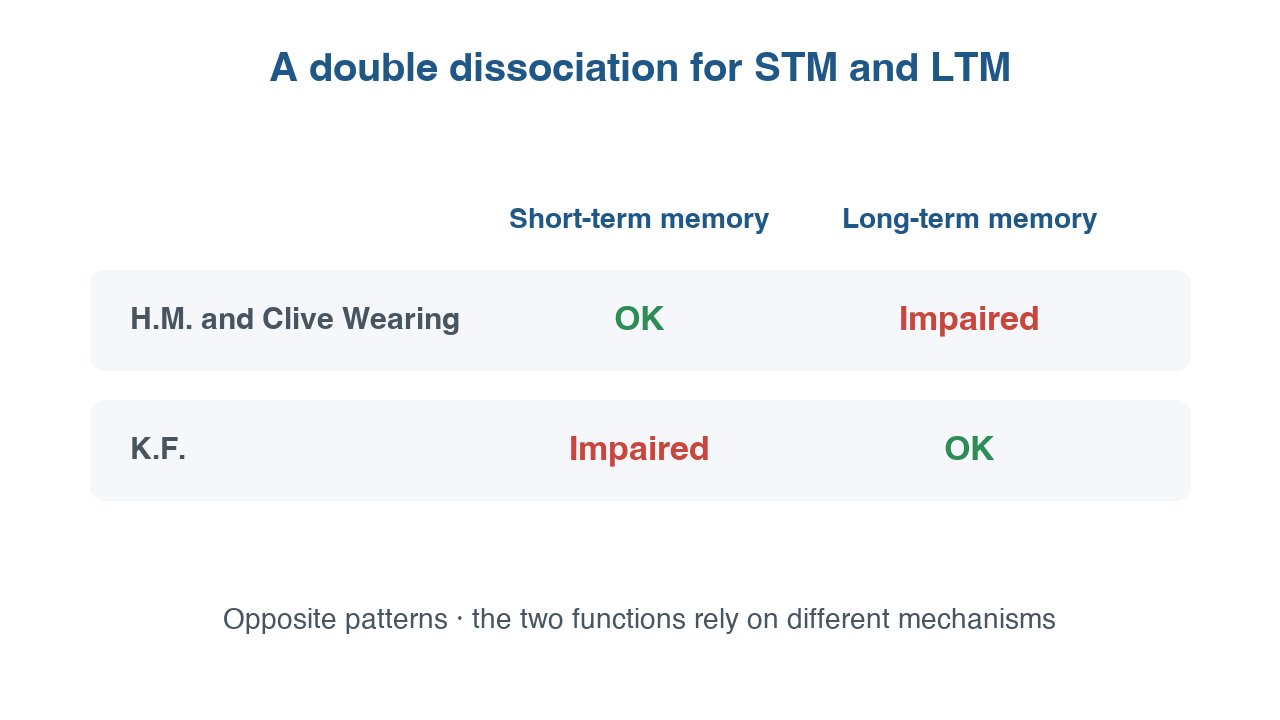 A double dissociation for STM and LTM
Short-term memory Long-term memory
H.M. and Clive Wearing OK Impaired
K.F. Impaired OK
Opposite patterns · the two functions rely on different mechanisms